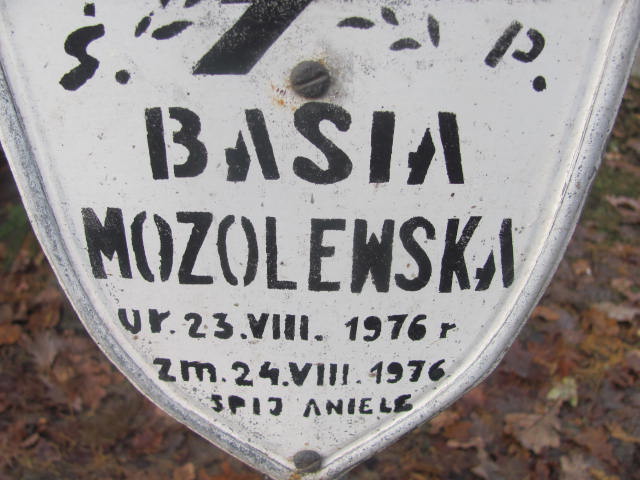 Ś. P.
BASIA
MOZOLEWSKA
ur. 23.VIII. 1976 r
zm. 24.VIII.1976
ŚPIJ ANIELE